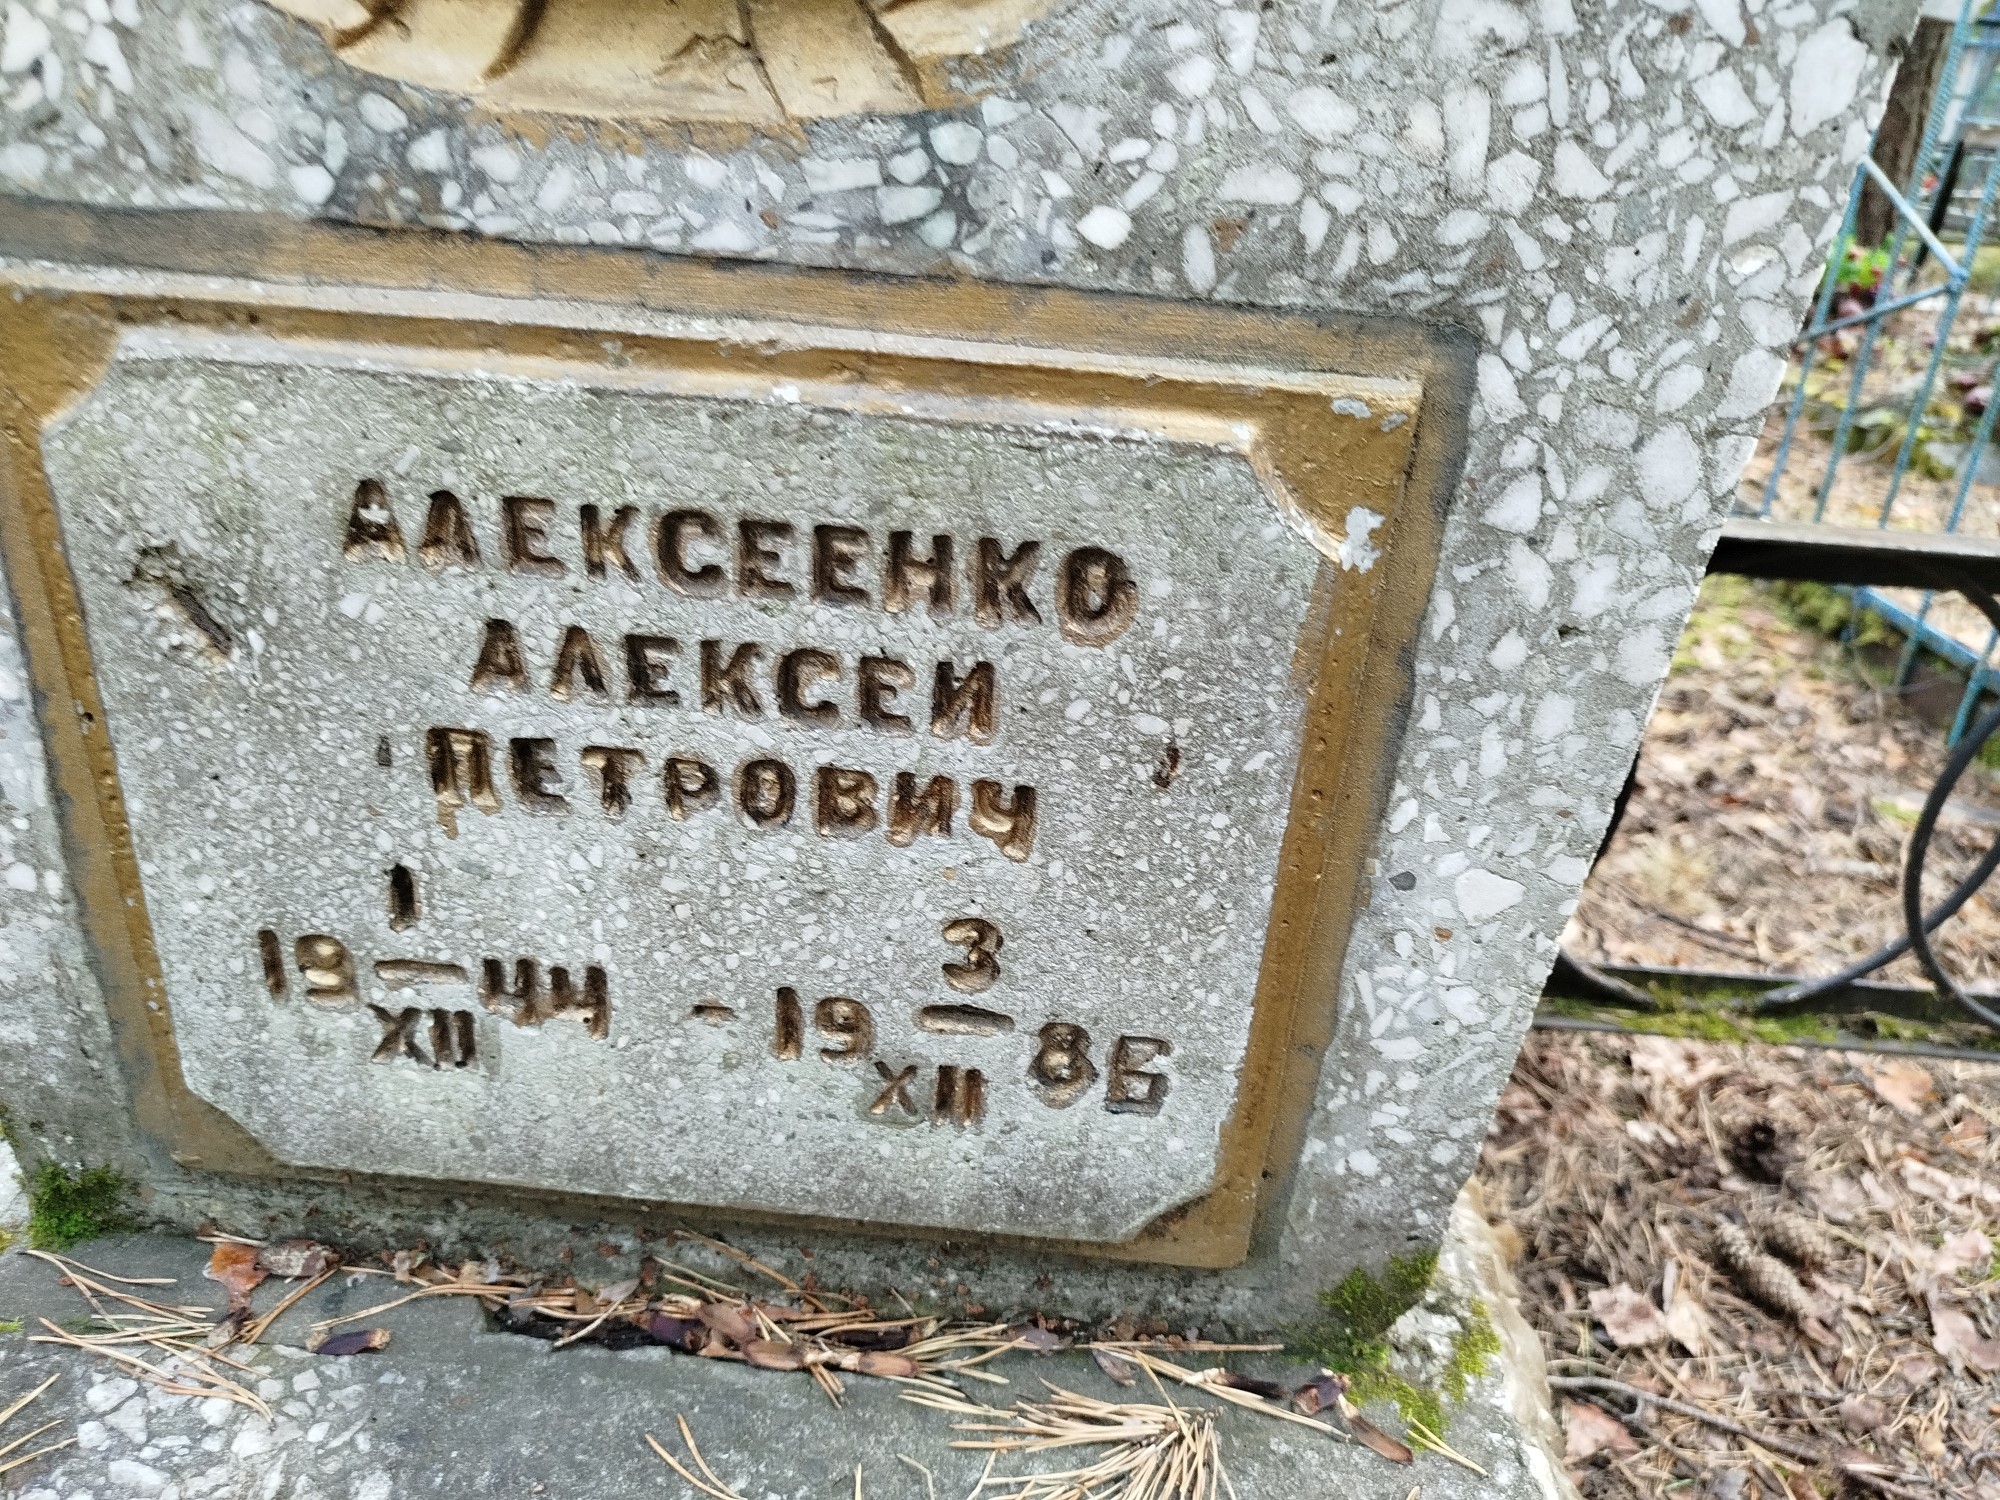 АЛЕКСЕЕНКО
АЛЕКСЕЙ
ПЕТРОВИЧ
19 1/XII 44 - 19 3/XII 86